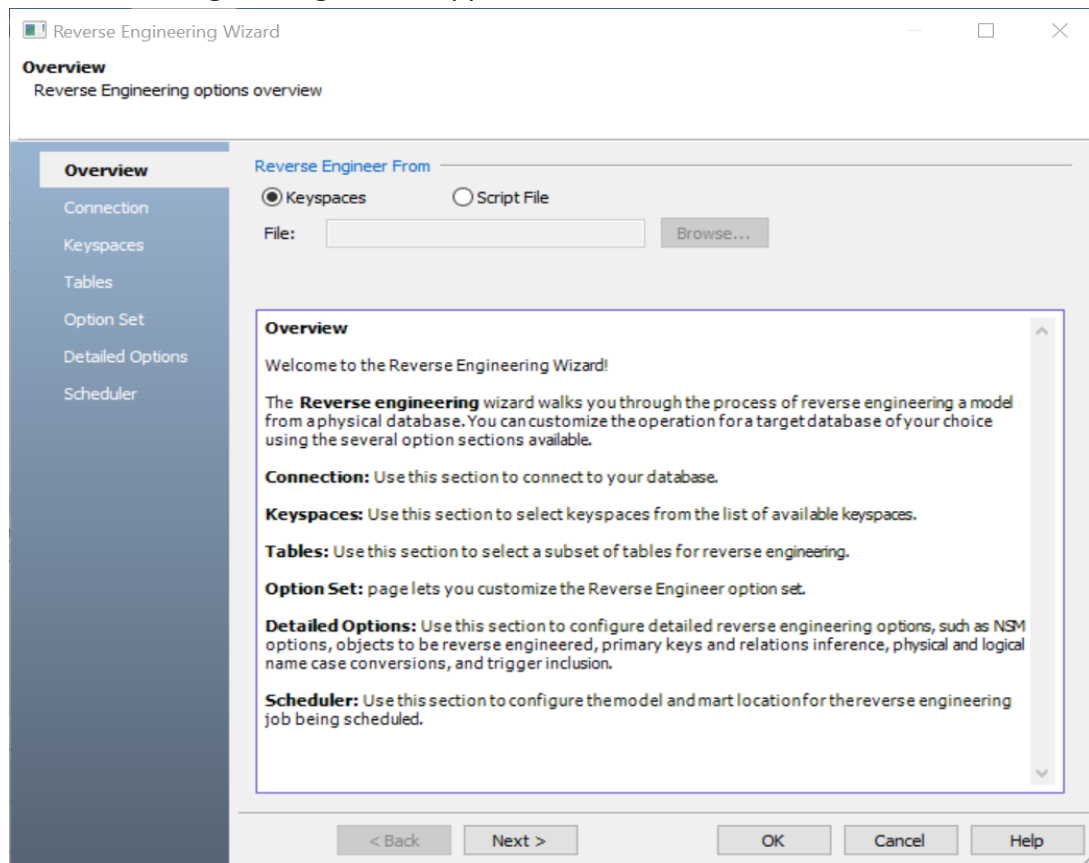 Reverse Engineering Wizard
Overview
Reverse Engineering options overview
Overview
Connection
Keyspaces
Tables
Option Set
Detailed Options
Scheduler
Reverse Engineer From
Keyspaces
Script File
File:
Browse...
Overview
Welcome to the Reverse Engineering Wizard!
The Reverse engineering wizard walks you through the process of reverse engineering a model
from a physical database. You can customize the operation for a target database of your choice
using the several option sections available.
Connection: Use this section to connect to your database.
Keyspaces: Use this section to select keyspaces from the list of available keyspaces.
Tables: Use this section to select a subset of tables for reverse engineering.
Option Set: page lets you customize the Reverse Engineer option set.
Detailed Options: Use this section to configure detailed reverse engineering options, such as NSM
options, objects to be reverse engineered, primary keys and relations inference, physical and logical
name case conversions, and trigger inclusion.
Scheduler: Use this section to configure the model and mart location for the reverse engineering
job being scheduled.
< Back
Next >
OK
Cancel
Help